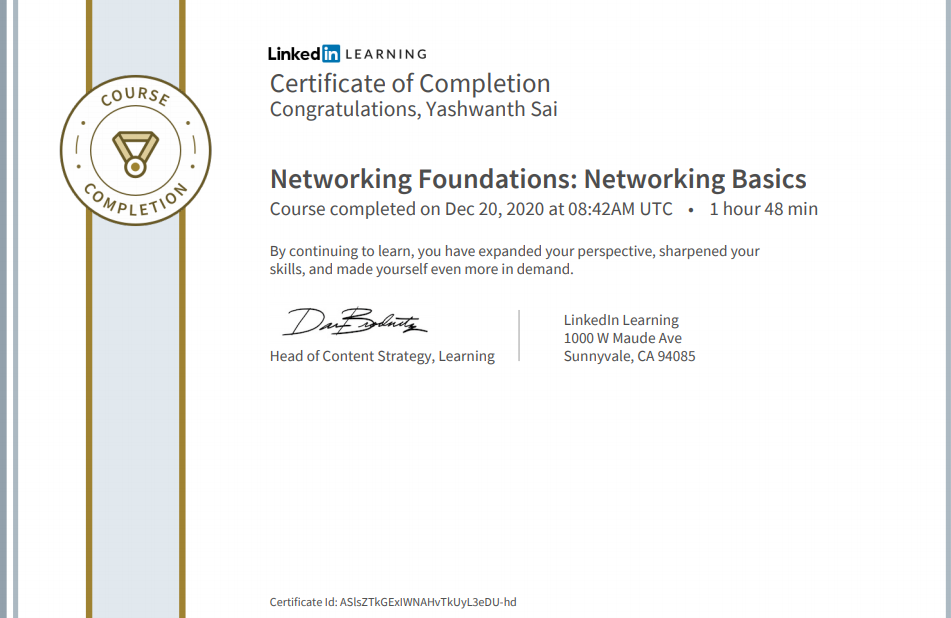 COURSE
COMPLETION
Linked in LEARNING
Certificate of Completion
Congratulations, Yashwanth Sai
Networking Foundations: Networking Basics
Course completed on Dec 20, 2020 at 08:42AM UTC • 1 hour 48 min
By continuing to learn, you have expanded your perspective, sharpened your
skills, and made yourself even more in demand.
Head of Content Strategy, Learning
LinkedIn Learning
1000 W Maude Ave
Sunnyvale, CA 94085
Certificate Id: ASlsZTkGExIWNAHvTkUyL3eDU-hd